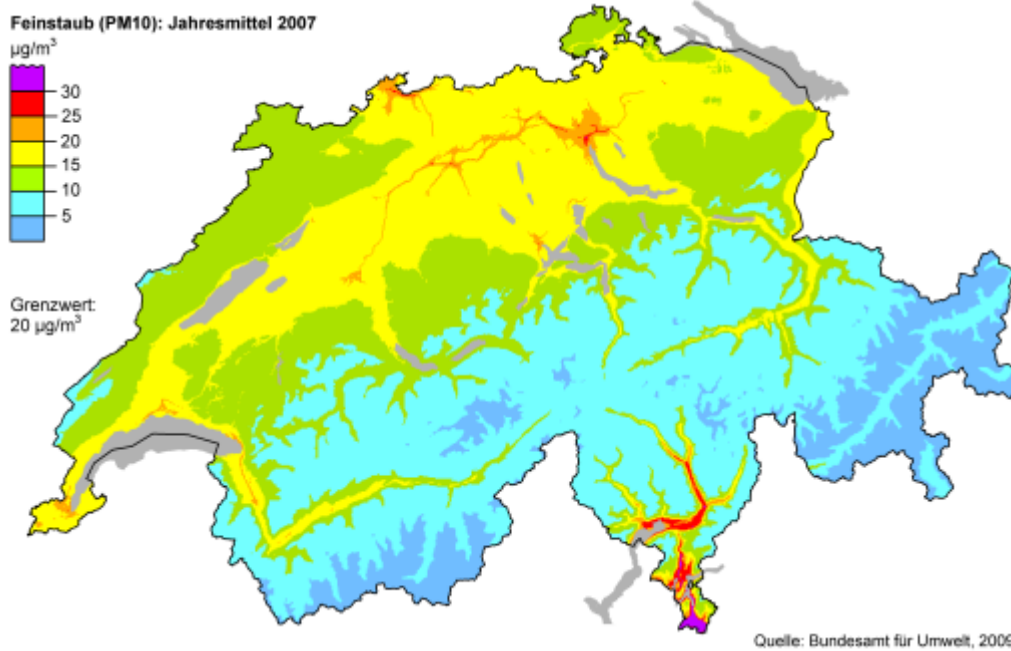 Feinstaub (PM10): Jahresmittel 2007
µg/m³
30
25
20
15
10
5
Grenzwert:
20 µg/m³
Quelle: Bundesamt für Umwelt, 2009